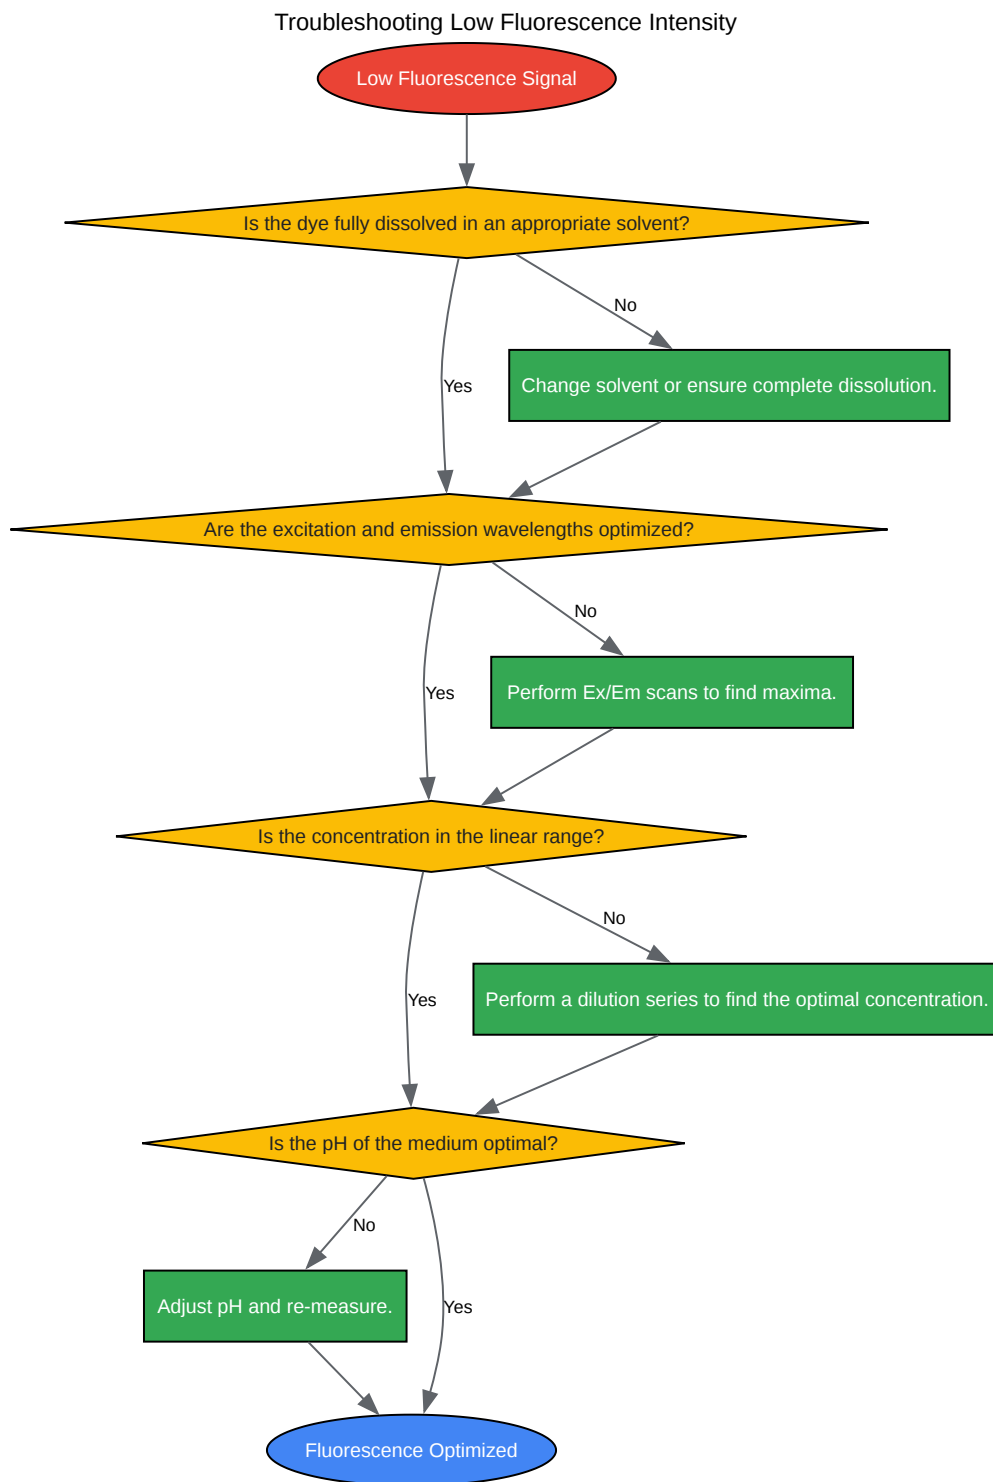 Troubleshooting Low Fluorescence Intensity
Low Fluorescence Signal
Is the dye fully dissolved in an appropriate solvent?
No
Yes
Change solvent or ensure complete dissolution.
Are the excitation and emission wavelengths optimized?
No
Yes
Perform Ex/Em scans to find maxima.
Is the concentration in the linear range?
No
Yes
Perform a dilution series to find the optimal concentration.
Is the pH of the medium optimal?
No
Adjust pH and re-measure.
Yes
Fluorescence Optimized